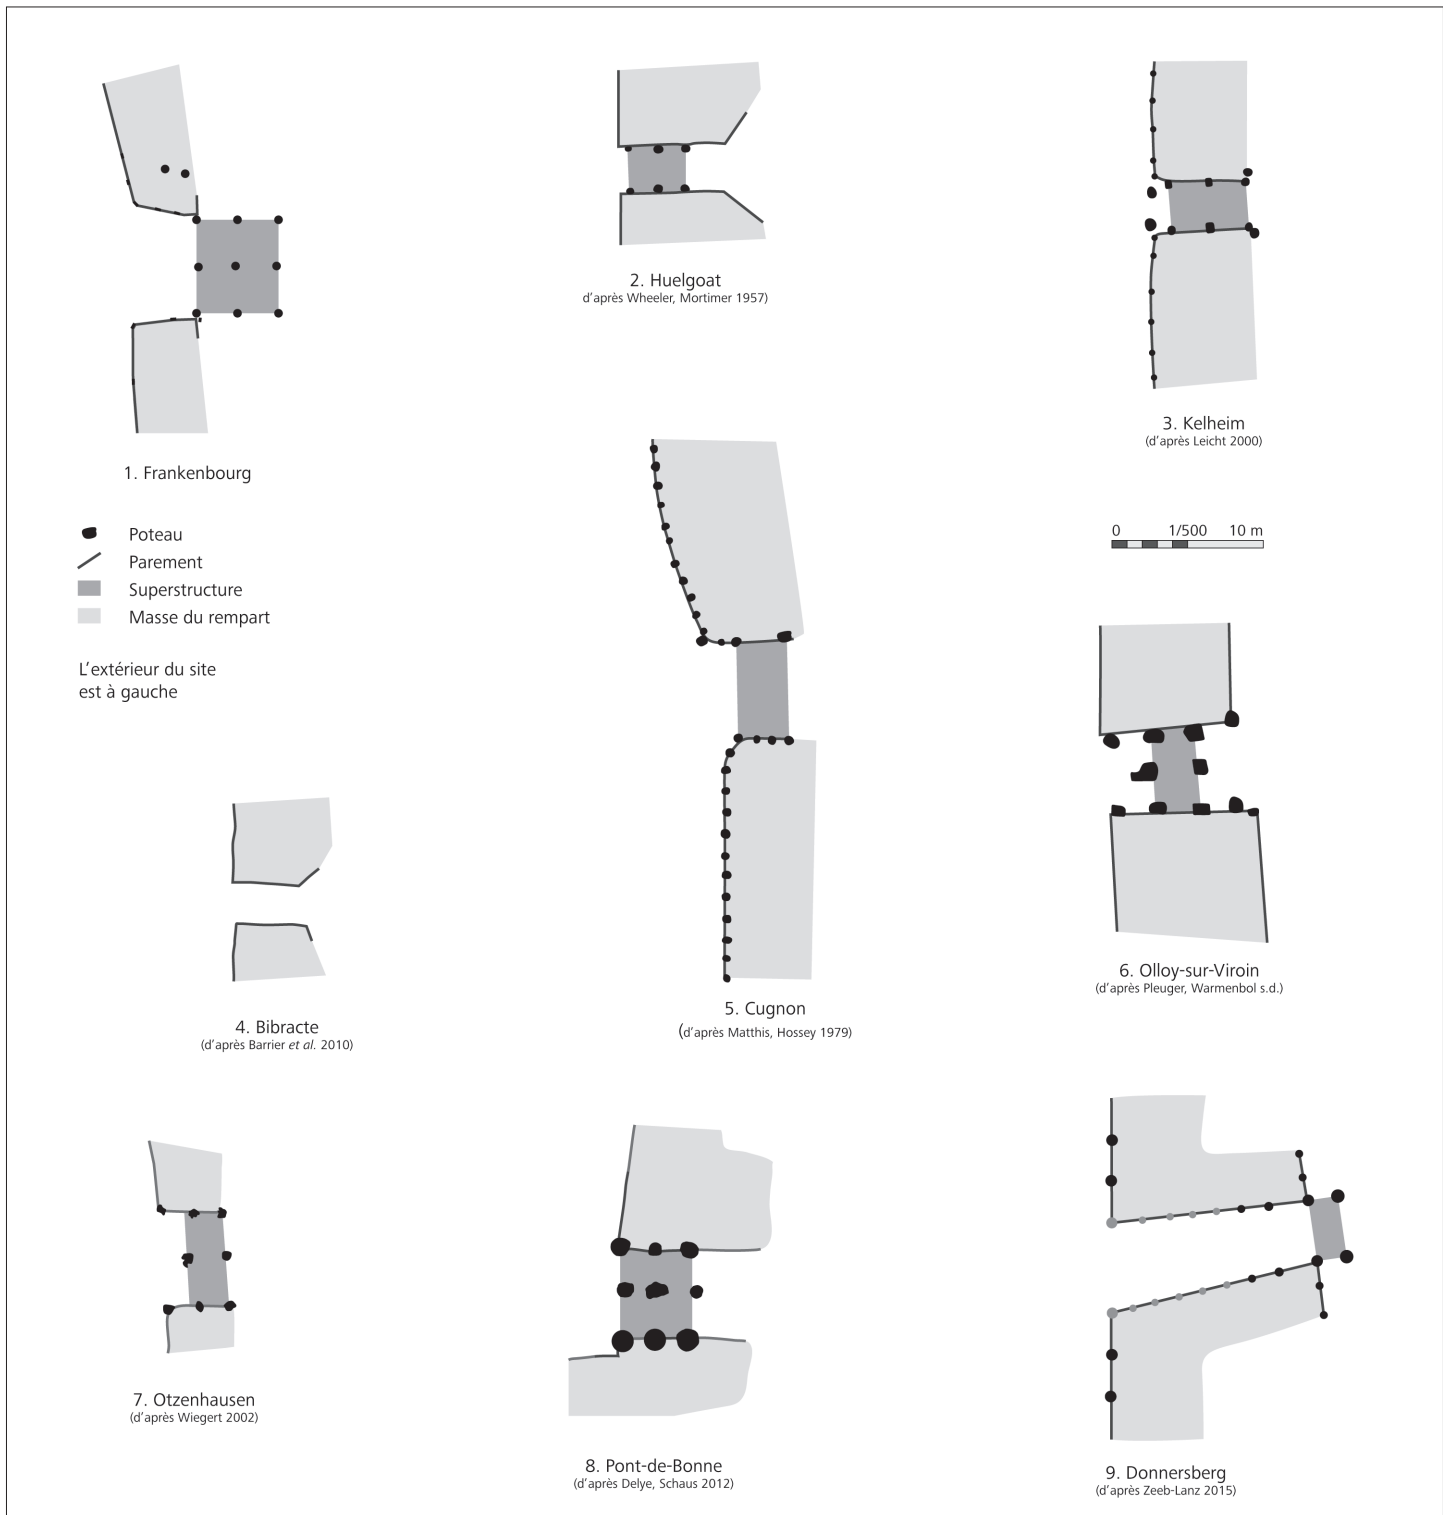 1. Frankenbourg
2. Huelgoat
d'après Wheeler, Mortimer 1957)
3. Kelheim
(d'après Leicht 2000)
Poteau
Parement
Superstructure
Masse du rempart
L'extérieur du site
est à gauche
0 1/500 10 m
4. Bibracte
(d'après Barrier et al. 2010)
5. Cugnon
(d'après Matthis, Hossey 1979)
6. Olloy-sur-Viroin
(d'après Pleuger, Warmenbol s.d.)
7. Otzenhausen
(d'après Wiegert 2002)
8. Pont-de-Bonne
(d'après Delye, Schaus 2012)
9. Donnersberg
(d'après Zeeb-Lanz 2015)